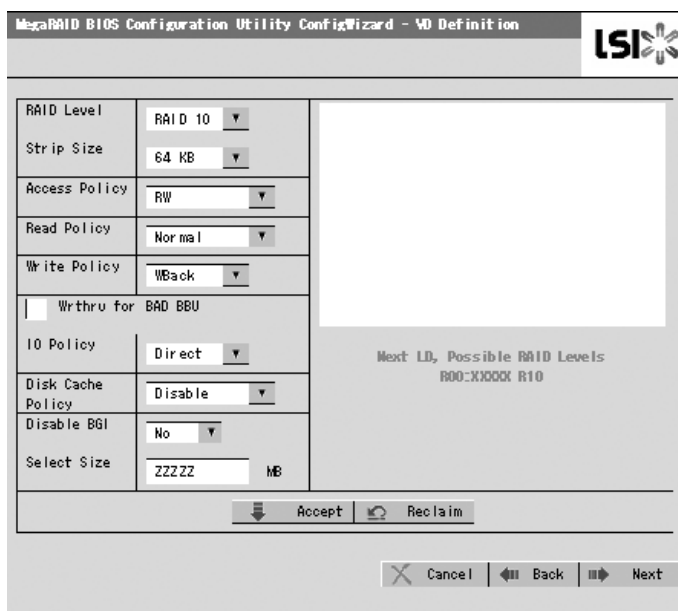 MegaRAID BIOS Configuration Utility ConfigWizard - VD Definition
LSI
RAID Level
RAID 10
Strip Size
64 KB
Access Policy
RW
Read Policy
Normal
Write Policy
WBack
Wrthru for BAD BBU
IO Policy
Direct
Disk Cache
Policy
Disable
Disable BGI
No
Select Size
ZZZZZ MB
Next LD, Possible RAID Levels
R00:XXXXX R10
Accept
Reclaim
Cancel
Back
Next